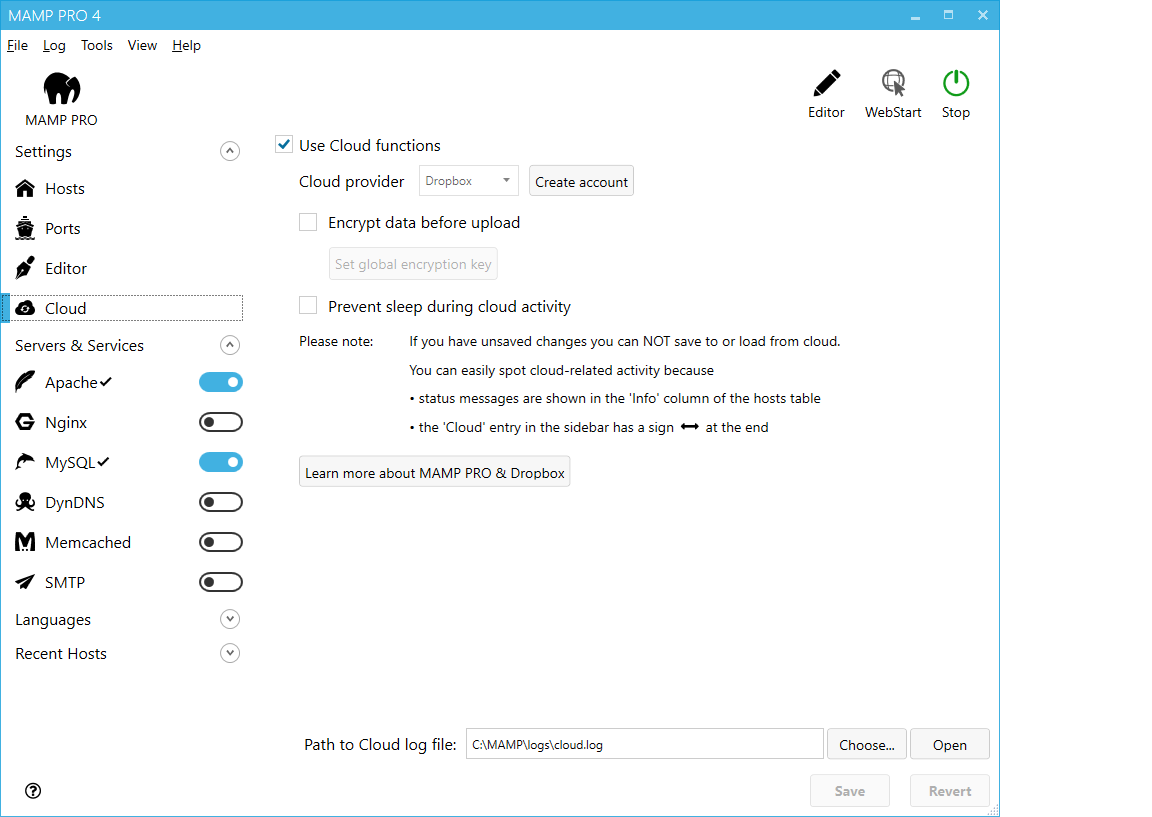 MAMP PRO 4
File Log Tools View Help
MAMP PRO
Editor WebStart Stop
Settings
Hosts
Ports
Editor
Cloud
Servers & Services
Apache
Nginx
MySQL
DynDNS
Memcached
SMTP
Languages
Recent Hosts
Use Cloud functions
Cloud provider Dropbox Create account
Encrypt data before upload
Set global encryption key
Prevent sleep during cloud activity
Please note: If you have unsaved changes you can NOT save to or load from cloud.
You can easily spot cloud-related activity because
• status messages are shown in the 'Info' column of the hosts table
• the 'Cloud' entry in the sidebar has a sign ↔ at the end
Learn more about MAMP PRO & Dropbox
Path to Cloud log file: C:\MAMP\logs\cloud.log Choose... Open
Save Revert